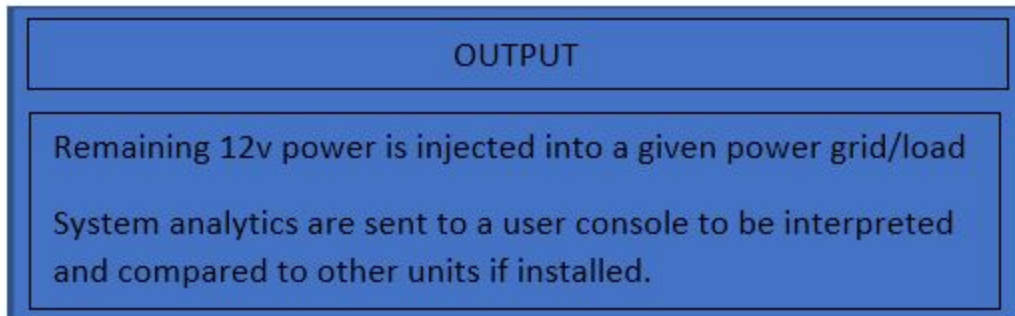 OUTPUT
Remaining 12v power is injected into a given power grid/load
System analytics are sent to a user console to be interpreted
and compared to other units if installed.